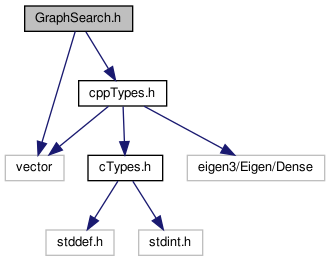 GraphSearch.h
cppTypes.h
vector
cTypes.h
eigen3/Eigen/Dense
stddef.h
stdint.h